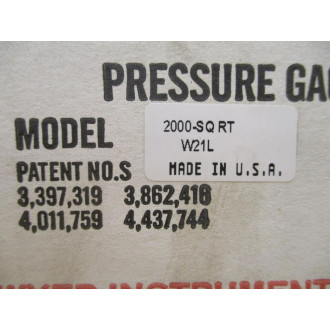 PRESSURE GA
MODEL 2000-SQ RT
W21L
PATENT NO.S MADE IN U.S.A.
3,397,319 3,862,416
4,011,759 4,437,744
INSTRUMENT